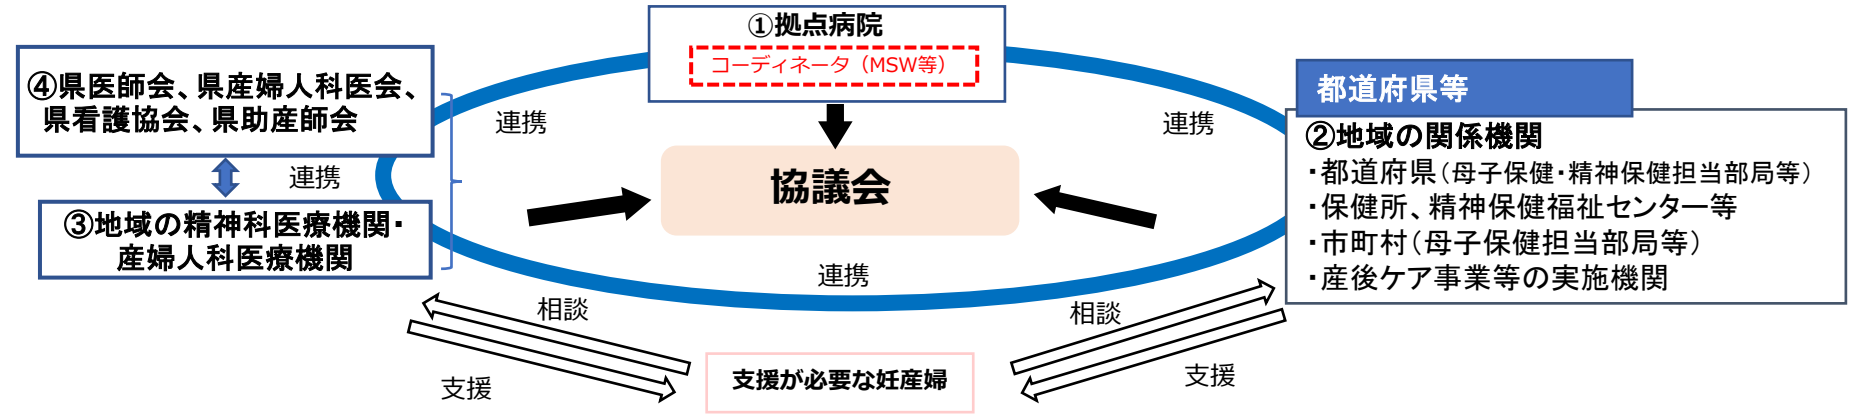 ①拠点病院
コーディネータ（MSW等）
④県医師会、県産婦人科医会、
県看護協会、県助産師会
連携
③地域の精神科医療機関・
産婦人科医療機関
連携
連携
協議会
連携
都道府県等
②地域の関係機関
・都道府県（母子保健・精神保健担当部局等）
・保健所、精神保健福祉センター等
・市町村（母子保健担当部局等）
・産後ケア事業等の実施機関
相談
支援
相談
支援
支援が必要な妊産婦